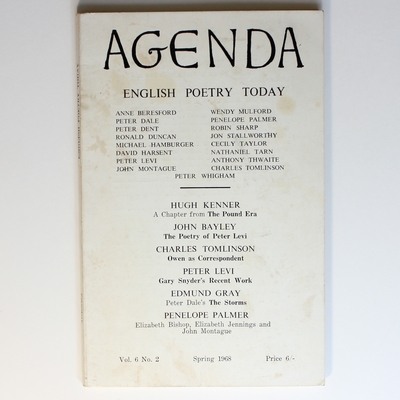 AGENDA
ENGLISH POETRY TODAY
ANNE BERESFORD
PETER DALE
PETER DENT
RONALD DUNCAN
MICHAEL HAMBURGER
DAVID HARSENT
PETER LEVI
JOHN MONTAGUE
WENDY MULFORD
PENELOPE PALMER
ROBIN SHARP
JON STALLWORTHY
CECILY TAYLOR
NATHANIEL TARN
ANTHONY THWAITE
CHARLES TOMLINSON
PETER WHIGHAM
HUGH KENNER
A Chapter from The Pound Era
JOHN BAYLEY
The Poetry of Peter Levi
CHARLES TOMLINSON
Owen as Correspondent
PETER LEVI
Gary Snyder's Recent Work
EDMUND GRAY
Peter Dale's The Storms
PENELOPE PALMER
Elizabeth Bishop, Elizabeth Jennings and
John Montague
Vol. 6 No. 2 Spring 1968 Price 6/-